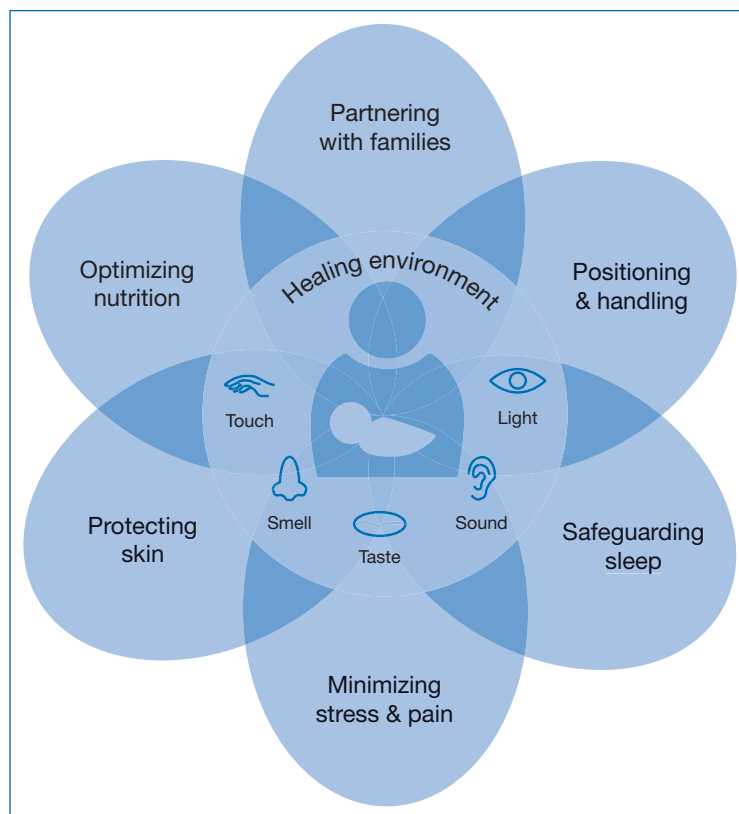 Partnering
with families
Optimizing
nutrition
Healing environment
Positioning
& handling
Touch
Light
Protecting
skin
Smell
Taste
Sound
Safeguarding
sleep
Minimizing
stress & pain